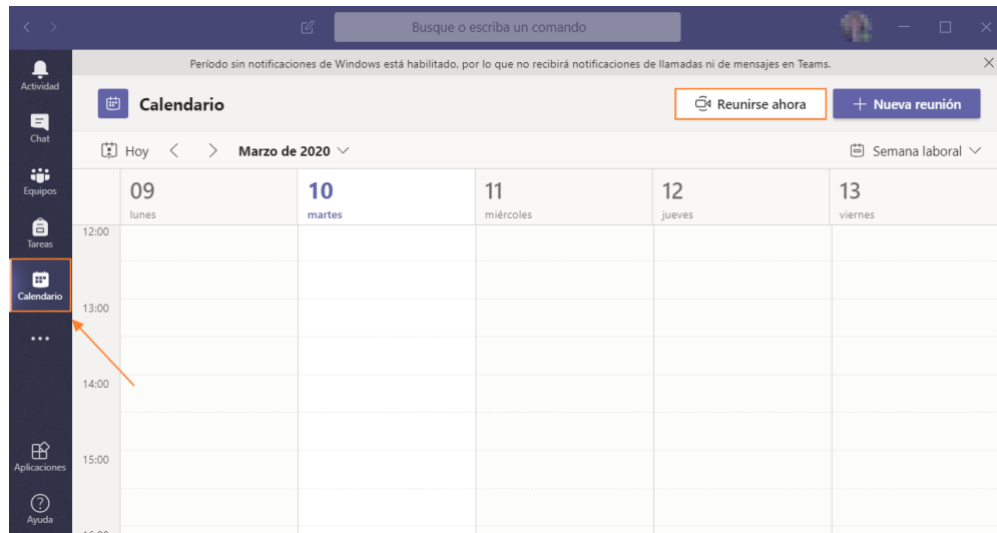 Busque o escriba un comando
Período sin notificaciones de Windows está habilitado, por lo que no recibirá notificaciones de llamadas ni de mensajes en Teams.
Actividad
Chat
Equipos
Tareas
Calendario
Aplicaciones
Ayuda
Calendario
Reunirse ahora
+ Nueva reunión
Hoy
Marzo de 2020
Semana laboral
09
lunes
10
martes
11
miércoles
12
jueves
13
viernes
12:00
13:00
14:00
15:00